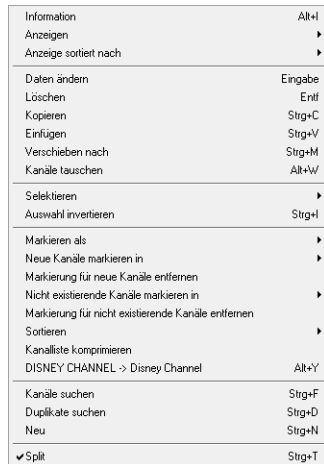 Information Alt+I
Anzeigen
Anzeige sortiert nach
Daten ändern Eingabe
Löschen Entf
Kopieren Strg+C
Einfügen Strg+V
Verschieben nach Strg+M
Kanäle tauschen Alt+W
Selektieren
Auswahl invertieren Strg+I
Markieren als
Neue Kanäle markieren in
Markierung für neue Kanäle entfernen
Nicht existierende Kanäle markieren in
Markierung für nicht existierende Kanäle entfernen
Sortieren
Kanalliste komprimieren
DISNEY CHANNEL -> Disney Channel Alt+Y
Kanäle suchen Strg+F
Duplikate suchen Strg+D
Neu Strg+N
Split Strg+T